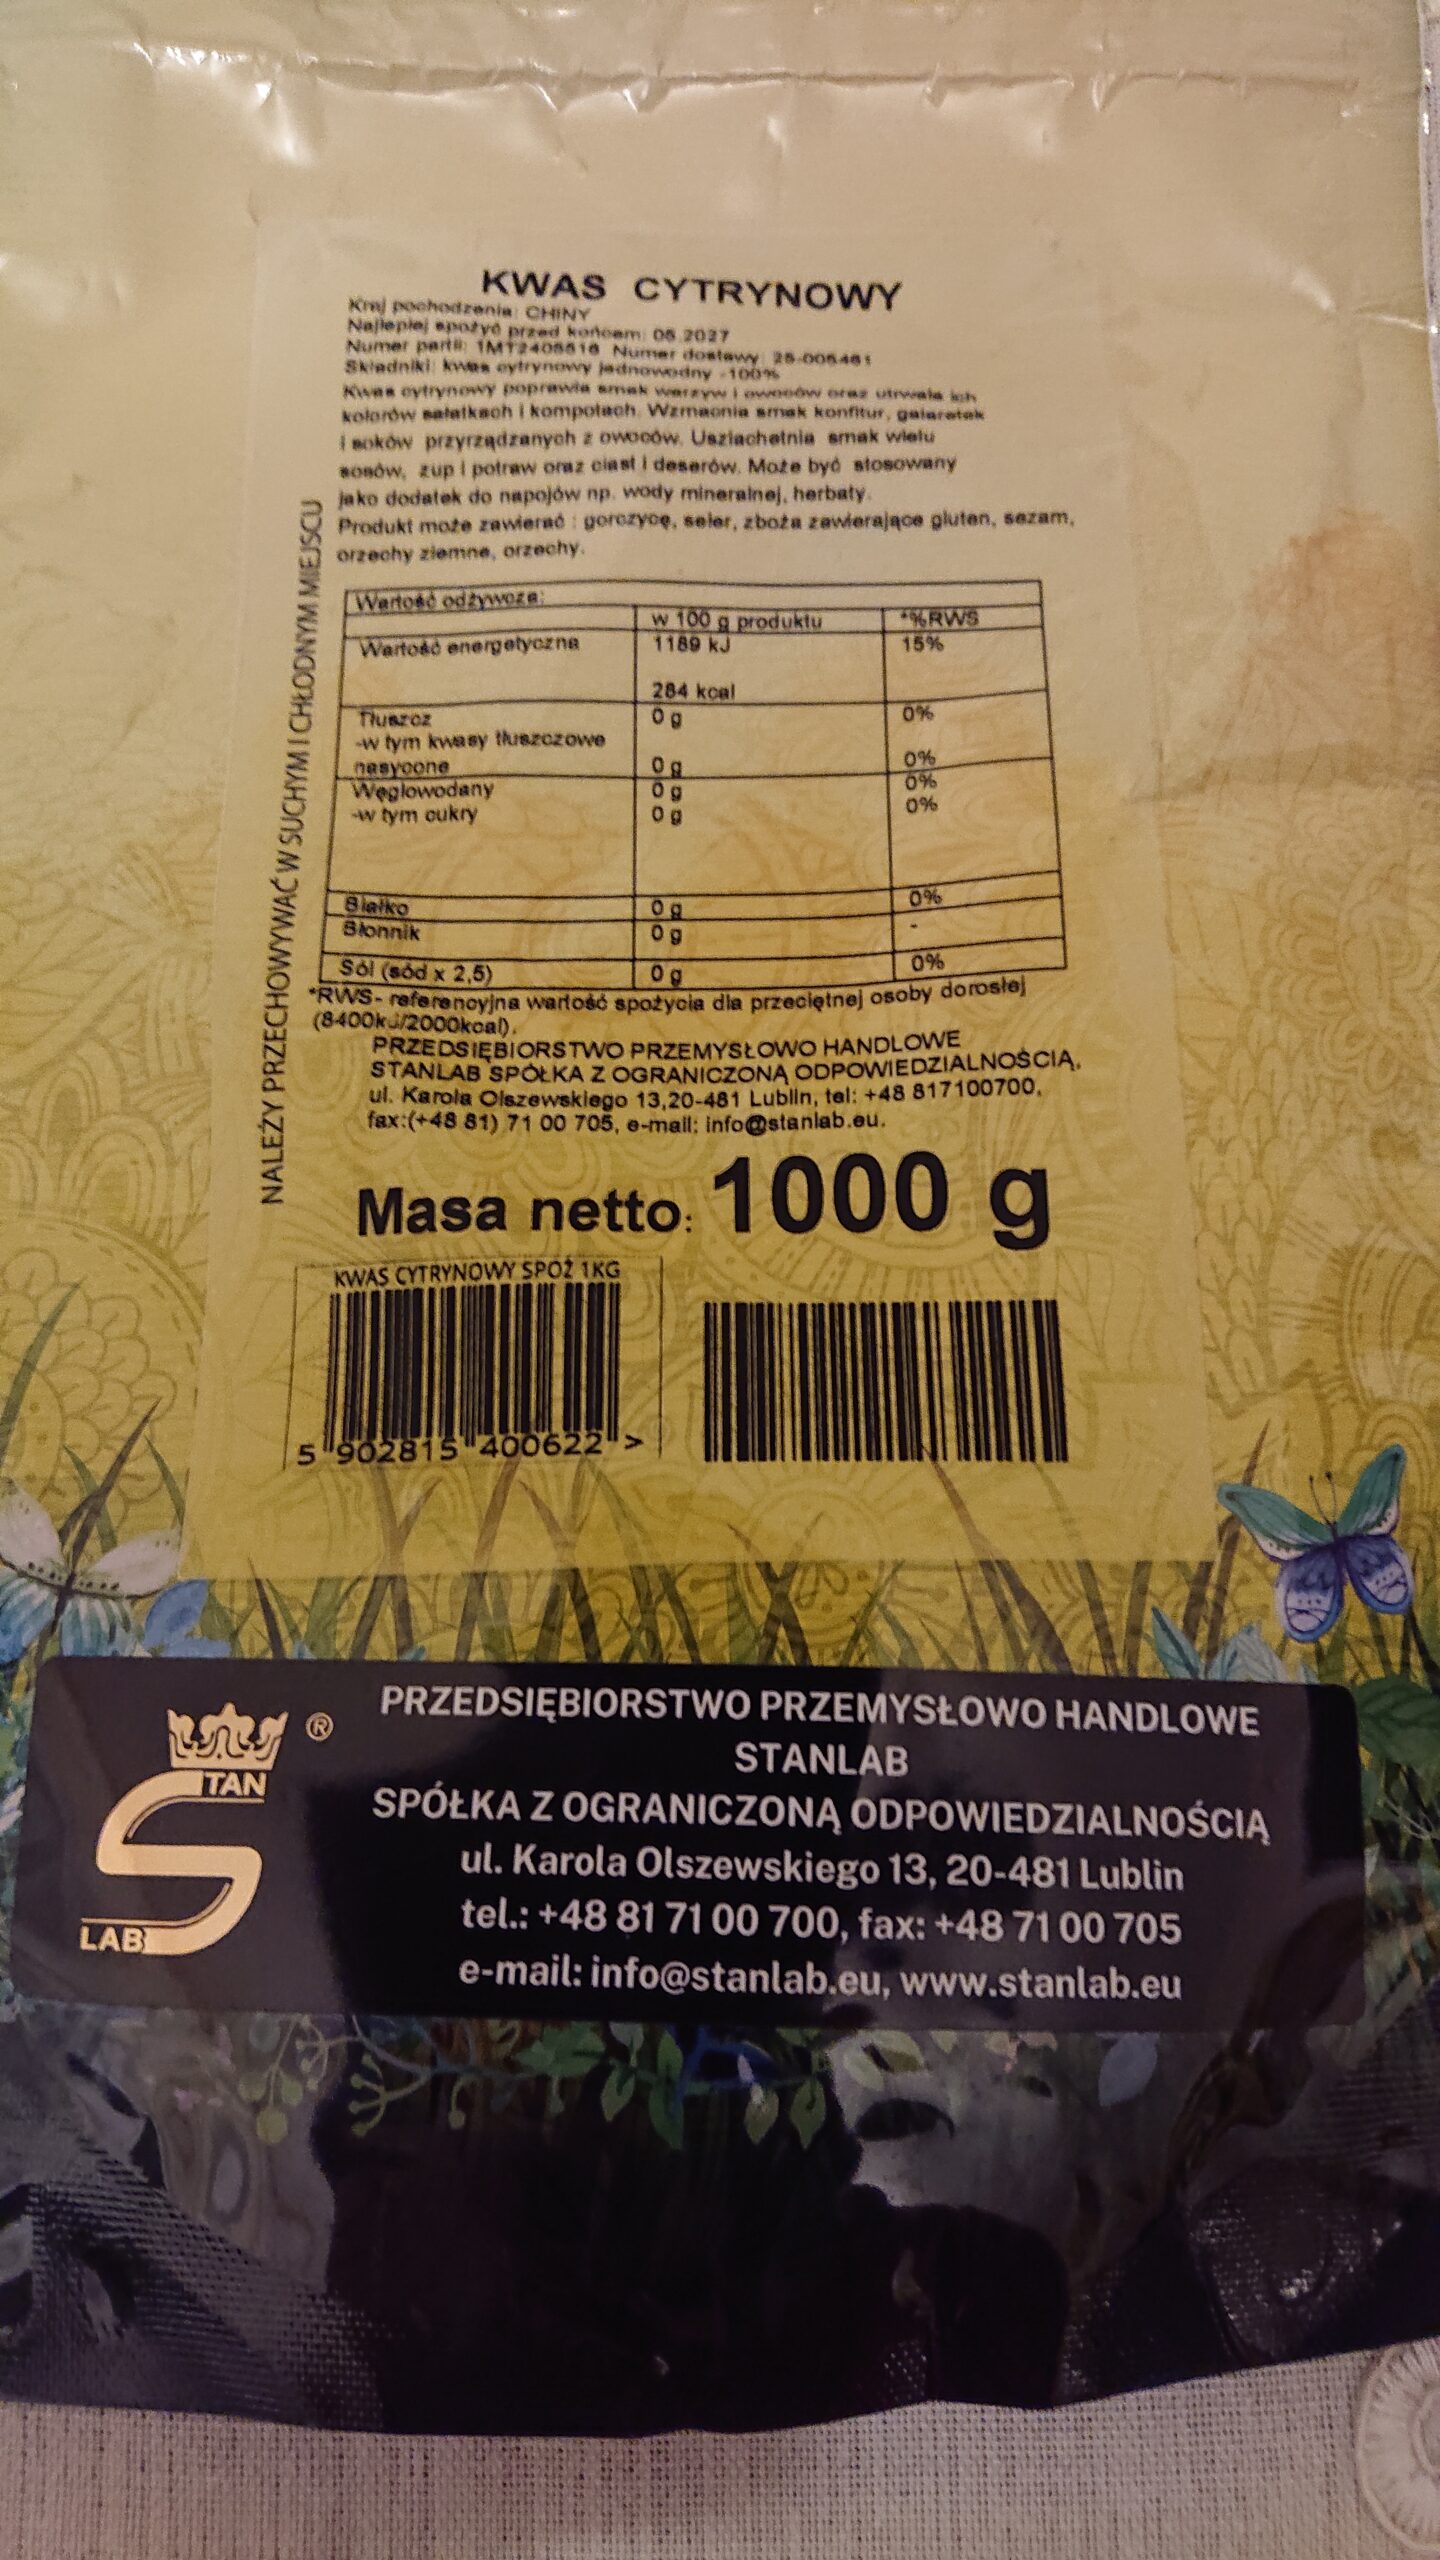 KWAS CYTRYNOWY
Kraj pochodzenia: CHINY
Najlepiej spożyć przed końcem: 05.2027
Numer partii: 1MT2405516 Numer dostawy: 25-005461
Składniki: kwas cytrynowy jednowodny -100%
Kwas cytrynowy poprawia smak warzyw i owoców oraz utrwala ich
kolorów sałatkach i kompotach. Wzmacnia smak konfitur, galaretek
i soków przyrządzanych z owoców. Uszlachetnia smak wielu
sosów, zup i potraw oraz ciast i deserów. Może być stosowany
jako dodatek do napojów np. wody mineralnej, herbaty.
Produkt może zawierać : gorczycę, seler, zboża zawierające gluten, sezam,
orzechy ziemne, orzechy.
NALEŻY PRZECHOWYWAĆ W SUCHYM I CHŁODNYM MIEJSCU
Wartość odżywcza:
w 100 g produktu *%RWS
Wartość energetyczna 1189 kJ 15%
284 kcal
Tłuszcz 0 g 0%
-w tym kwasy tłuszczowe
nasycone 0 g 0%
Węglowodany 0 g 0%
-w tym cukry 0 g 0%
Białko 0 g 0%
Błonnik 0 g -
Sól (sód x 2,5) 0 g 0%
*RWS- referencyjna wartość spożycia dla przeciętnej osoby dorosłej
(8400kJ/2000kcal).
PRZEDSIĘBIORSTWO PRZEMYSŁOWO HANDLOWE
STANLAB SPÓŁKA Z OGRANICZONĄ ODPOWIEDZIALNOŚCIĄ.
ul. Karola Olszewskiego 13,20-481 Lublin, tel: +48 817100700,
fax:(+48 81) 71 00 705, e-mail: info@stanlab.eu.
Masa netto: 1000 g
KWAS CYTRYNOWY SPOŻ 1KG
5 902815 400622 >
STAN LAB ®
PRZEDSIĘBIORSTWO PRZEMYSŁOWO HANDLOWE
STANLAB
SPÓŁKA Z OGRANICZONĄ ODPOWIEDZIALNOŚCIĄ
ul. Karola Olszewskiego 13, 20-481 Lublin
tel.: +48 81 71 00 700, fax: +48 71 00 705
e-mail: info@stanlab.eu, www.stanlab.eu